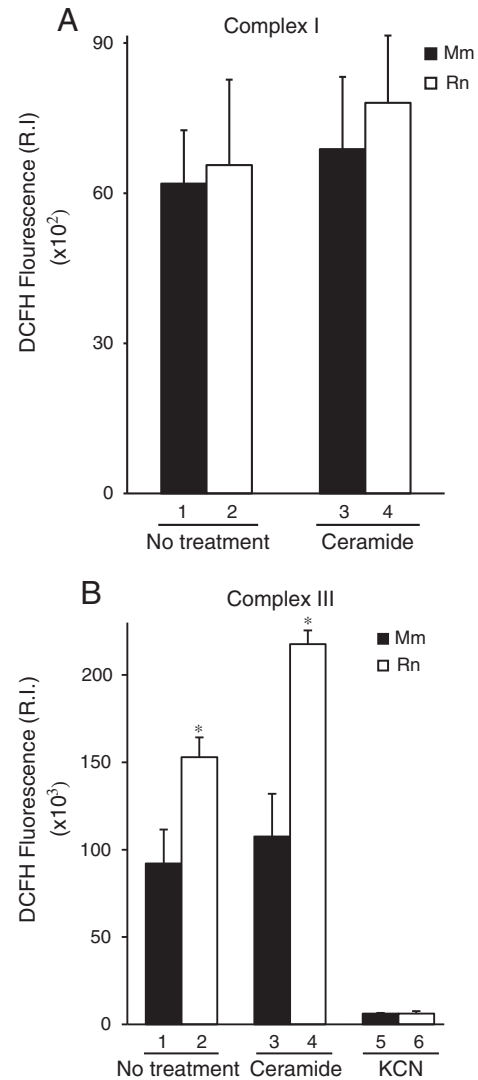 A
Complex I
DCFH Flourescence (R.I)
(x10²)
90
60
30
0
Mm
Rn
1 2 3 4
No treatment Ceramide
B
Complex III
DCFH Fluorescence (R.I.)
(x10³)
200
150
100
50
0
Mm
Rn
*
*
1 2 3 4 5 6
No treatment Ceramide KCN